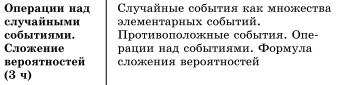 Операции над
случайными
событиями.
Сложение
вероятностей
(3 ч)
Случайные события как множества
элементарных событий.
Противоположные события. Опе-
рации над событиями. Формула
сложения вероятностей